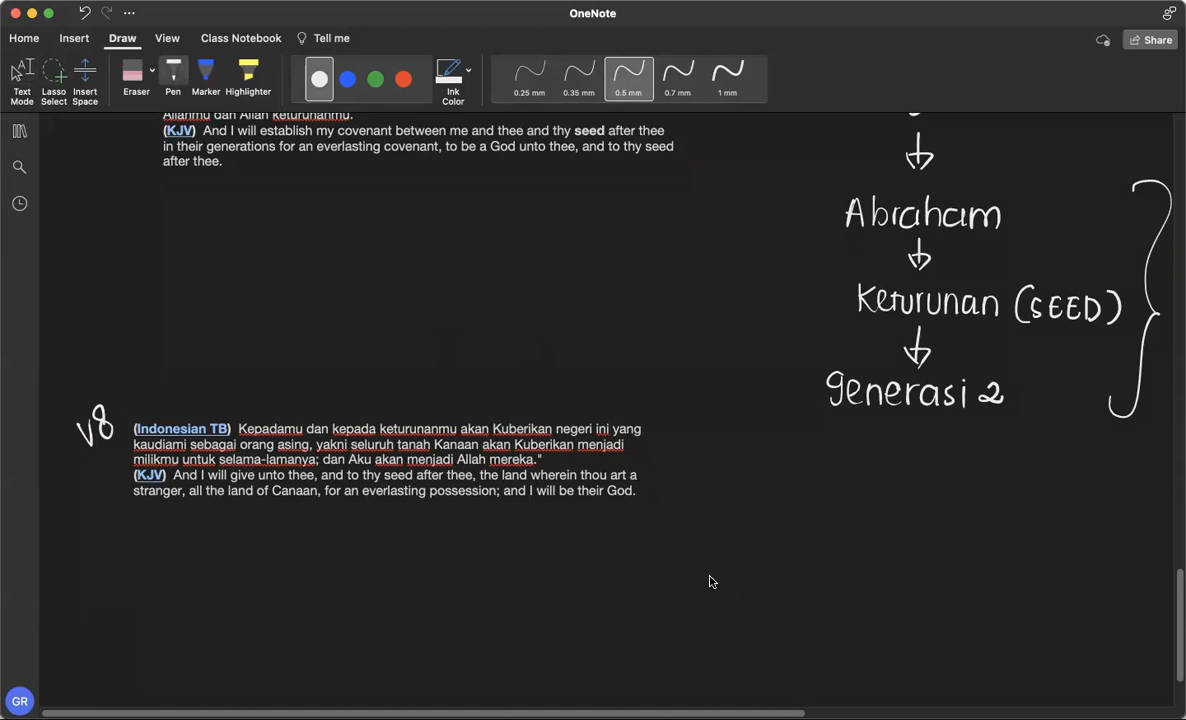 OneNote
Home Insert Draw View Class Notebook Tell me
Share
Text Mode
Lasso Select
Insert Space
Eraser
Pen
Marker
Highlighter
Ink Color
0.25 mm
0.35 mm
0.5 mm
0.7 mm
1 mm
Allahmu dan Allah keturunanmu.
(KJV) And I will establish my covenant between me and thee and thy seed after thee
in their generations for an everlasting covenant, to be a God unto thee, and to thy seed
after thee.
Abraham
Keturunan (SEED)
Generasi 2
v8
(Indonesian TB) Kepadamu dan kepada keturunanmu akan Kuberikan negeri ini yang
kaudiami sebagai orang asing, yakni seluruh tanah Kanaan akan Kuberikan menjadi
milikmu untuk selama-lamanya; dan Aku akan menjadi Allah mereka."
(KJV) And I will give unto thee, and to thy seed after thee, the land wherein thou art a
stranger, all the land of Canaan, for an everlasting possession; and I will be their God.
GR